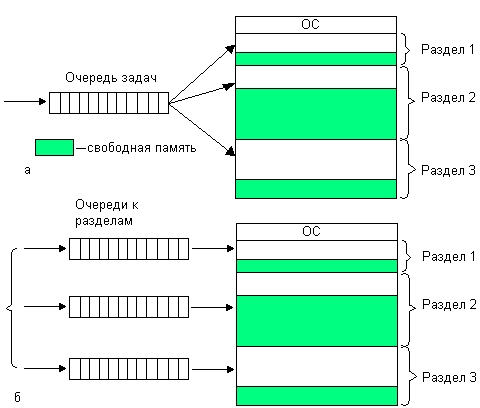 ОС
Раздел 1
Очередь задач
Раздел 2
—свободная память
а
Раздел 3
Очереди к
разделам
ОС
Раздел 1
Раздел 2
Раздел 3
б